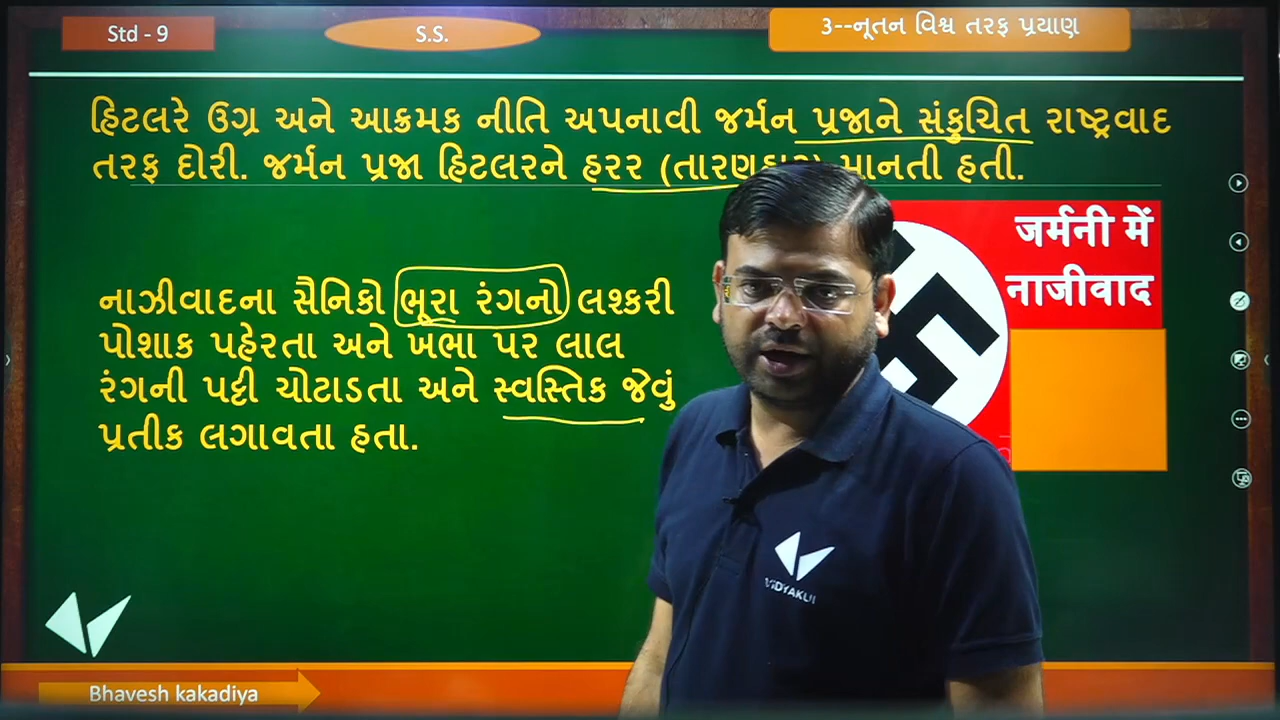 Std - 9
S.S.
૩--નૂતન વિશ્વ તરફ પ્રયાણ
હિટલરે ઉગ્ર અને આક્રમક નીતિ અપનાવી જર્મન પ્રજાને સંકુચિત રાષ્ટ્રવાદ
તરફ દોરી. જર્મન પ્રજા હિટલરને હરર (તારણહાર) માનતી હતી.
जर्मनी में
नाजीवाद
નાઝીવાદના સૈનિકો ભૂરા રંગનો લશ્કરી
પોશાક પહેરતા અને ખભા પર લાલ
રંગની પટ્ટી ચોટાડતા અને સ્વસ્તિક જેવું
પ્રતીક લગાવતા હતા.
VIDYAKUL
Bhavesh kakadiya